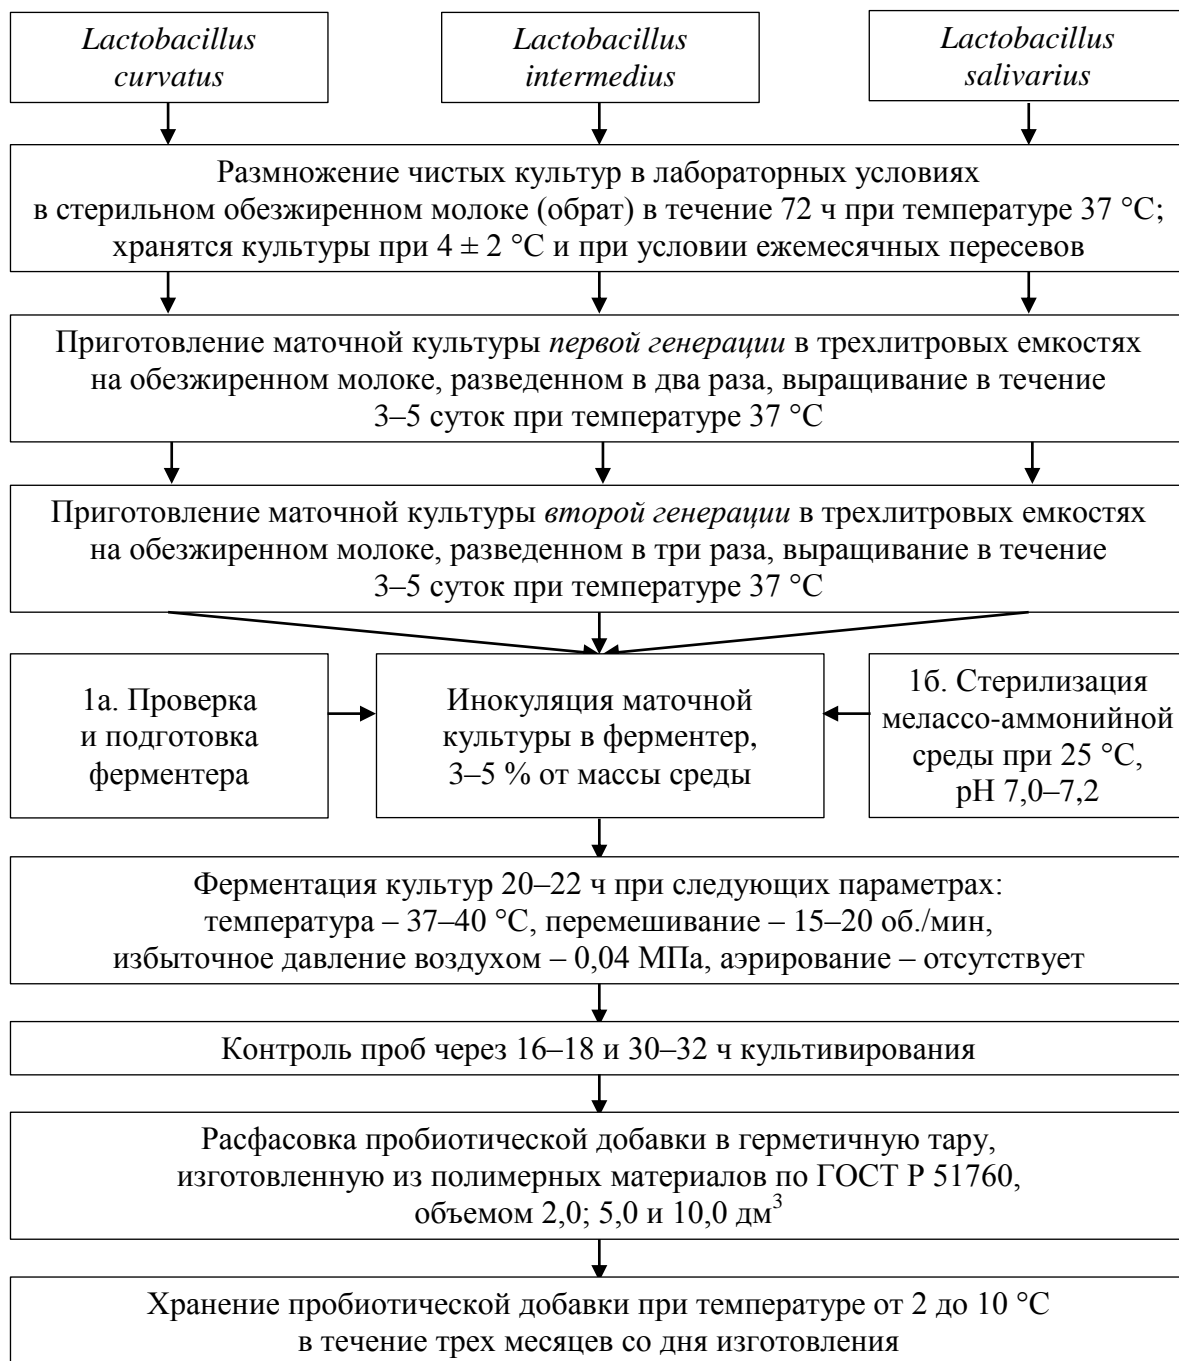 Lactobacillus
curvatus
Lactobacillus
intermedius
Lactobacillus
salivarius
Размножение чистых культур в лабораторных условиях
в стерильном обезжиренном молоке (обрат) в течение 72 ч при температуре 37 °С;
хранятся культуры при 4 ± 2 °С и при условии ежемесячных пересевов
Приготовление маточной культуры первой генерации в трехлитровых емкостях
на обезжиренном молоке, разведенном в два раза, выращивание в течение
3–5 суток при температуре 37 °С
Приготовление маточной культуры второй генерации в трехлитровых емкостях
на обезжиренном молоке, разведенном в три раза, выращивание в течение
3–5 суток при температуре 37 °С
1а. Проверка
и подготовка
ферментера
Инокуляция маточной
культуры в ферментер,
3–5 % от массы среды
1б. Стерилизация
мелассо-аммонийной
среды при 25 °С,
рН 7,0–7,2
Ферментация культур 20–22 ч при следующих параметрах:
температура – 37–40 °С, перемешивание – 15–20 об./мин,
избыточное давление воздухом – 0,04 МПа, аэрирование – отсутствует
Контроль проб через 16–18 и 30–32 ч культивирования
Расфасовка пробиотической добавки в герметичную тару,
изготовленную из полимерных материалов по ГОСТ Р 51760,
объемом 2,0; 5,0 и 10,0 дм³
Хранение пробиотической добавки при температуре от 2 до 10 °С
в течение трех месяцев со дня изготовления